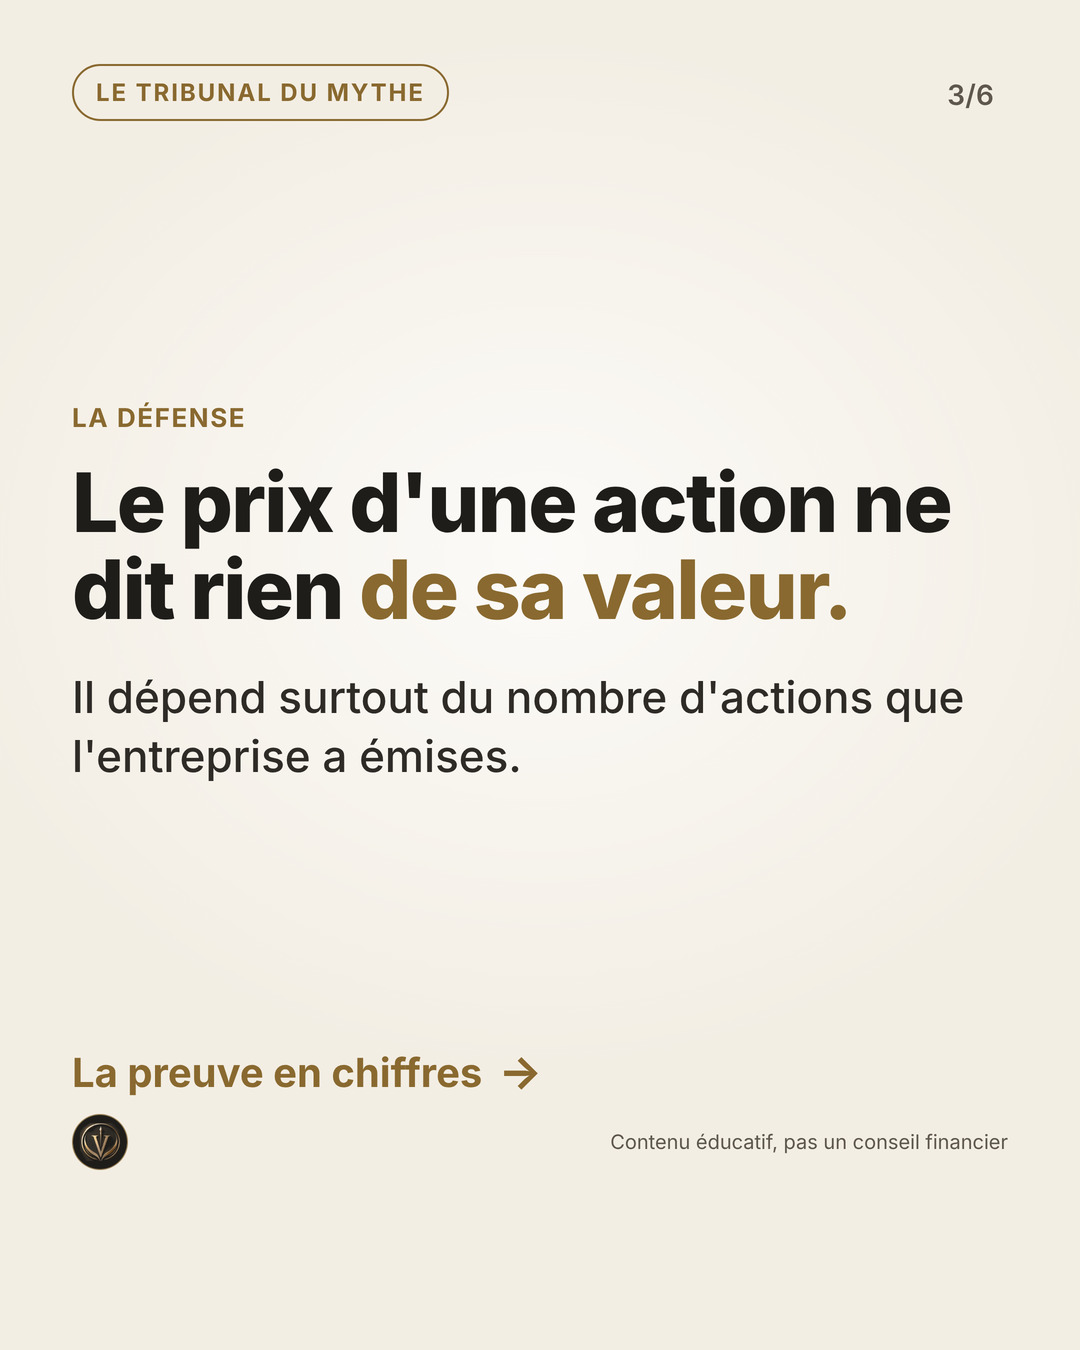 LE TRIBUNAL DU MYTHE
3/6
LA DÉFENSE
Le prix d'une action ne
dit rien de sa valeur.
Il dépend surtout du nombre d'actions que
l'entreprise a émises.
La preuve en chiffres →
V
Contenu éducatif, pas un conseil financier